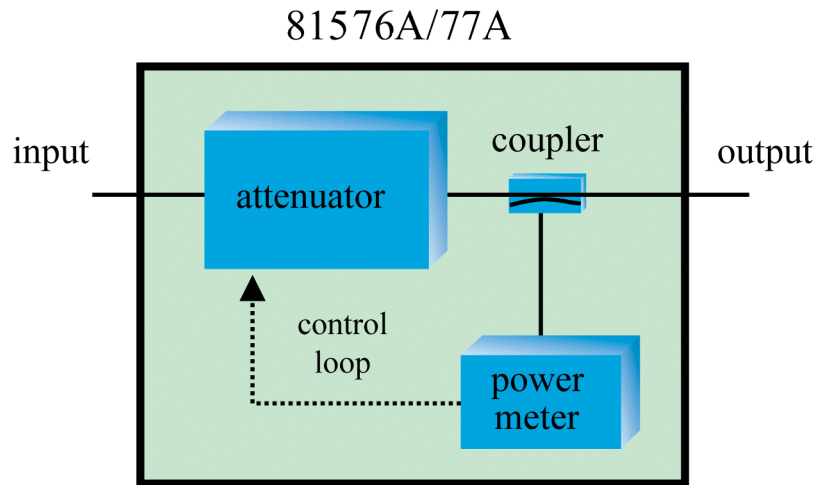 81576A/77A
input
attenuator
coupler
output
control
loop
power
meter